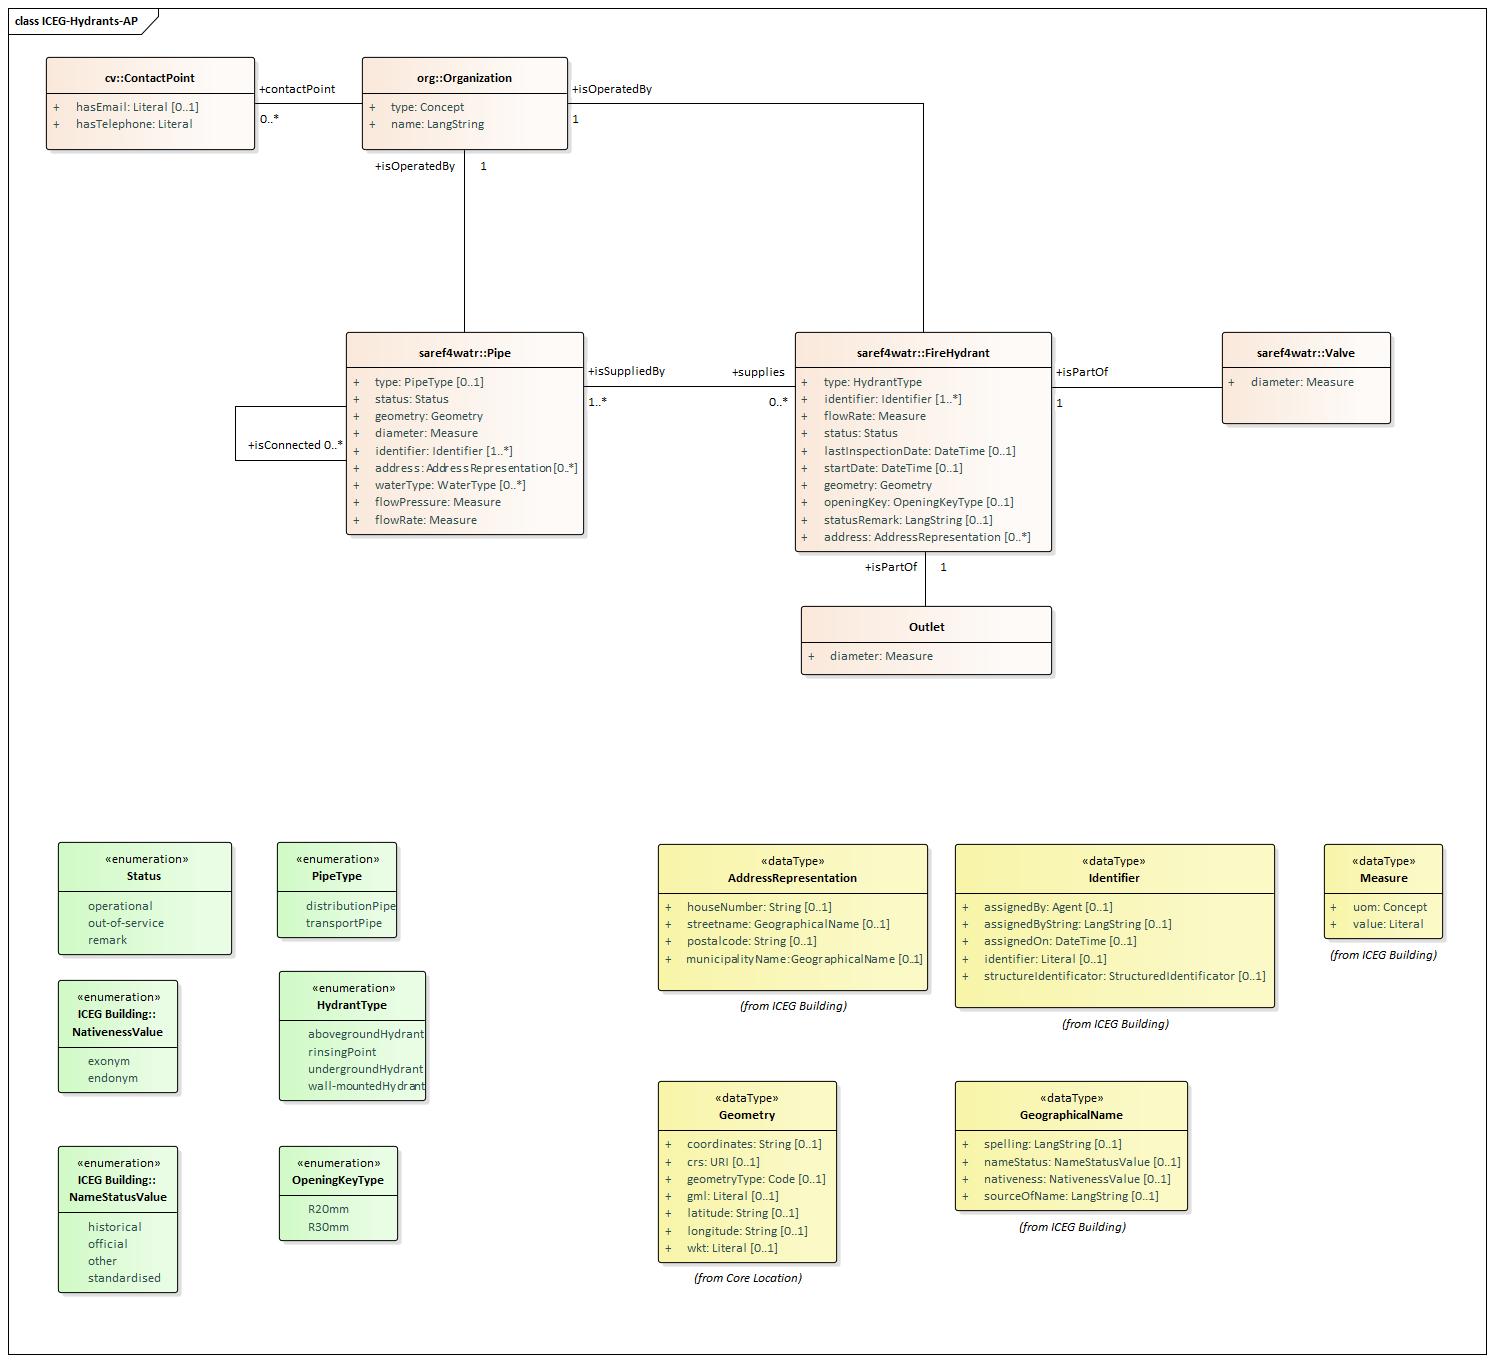 class ICEG-Hydrants-AP
cv::ContactPoint
+ hasEmail: Literal [0..1]
+ hasTelephone: Literal
+contactPoint
0..*
org::Organization
+ type: Concept
+ name: LangString
+isOperatedBy
1
+isOperatedBy 1
saref4watr::Pipe
+ type: PipeType [0..1]
+ status: Status
+ geometry: Geometry
+ diameter: Measure
+ identifier: Identifier [1..*]
+ address: AddressRepresentation [0..*]
+ waterType: WaterType [0..*]
+ flowPressure: Measure
+ flowRate: Measure
+isConnected 0..*
+isSuppliedBy
1..*
+supplies
0..*
saref4watr::FireHydrant
+ type: HydrantType
+ identifier: Identifier [1..*]
+ flowRate: Measure
+ status: Status
+ lastInspectionDate: DateTime [0..1]
+ startDate: DateTime [0..1]
+ geometry: Geometry
+ openingKey: OpeningKeyType [0..1]
+ statusRemark: LangString [0..1]
+ address: AddressRepresentation [0..*]
+isPartOf
1
saref4watr::Valve
+ diameter: Measure
+isPartOf 1
Outlet
+ diameter: Measure
«enumeration»
Status
operational
out-of-service
remark
«enumeration»
PipeType
distributionPipe
transportPipe
«dataType»
AddressRepresentation
+ houseNumber: String [0..1]
+ streetname: GeographicalName [0..1]
+ postalcode: String [0..1]
+ municipalityName: GeographicalName [0..1]
(from ICEG Building)
«dataType»
Identifier
+ assignedBy: Agent [0..1]
+ assignedByString: LangString [0..1]
+ assignedOn: DateTime [0..1]
+ identifier: Literal [0..1]
+ structureIdentificator: StructuredIdentificator [0..1]
(from ICEG Building)
«dataType»
Measure
+ uom: Concept
+ value: Literal
(from ICEG Building)
«enumeration»
ICEG Building::
NativenessValue
exonym
endonym
«enumeration»
HydrantType
abovegroundHydrant
rinsingPoint
undergroundHydrant
wall-mountedHydrant
«enumeration»
ICEG Building::
NameStatusValue
historical
official
other
standardised
«enumeration»
OpeningKeyType
R20mm
R30mm
«dataType»
Geometry
+ coordinates: String [0..1]
+ crs: URI [0..1]
+ geometryType: Code [0..1]
+ gml: Literal [0..1]
+ latitude: String [0..1]
+ longitude: String [0..1]
+ wkt: Literal [0..1]
(from Core Location)
«dataType»
GeographicalName
+ spelling: LangString [0..1]
+ nameStatus: NameStatusValue [0..1]
+ nativeness: NativenessValue [0..1]
+ sourceOfName: LangString [0..1]
(from ICEG Building)